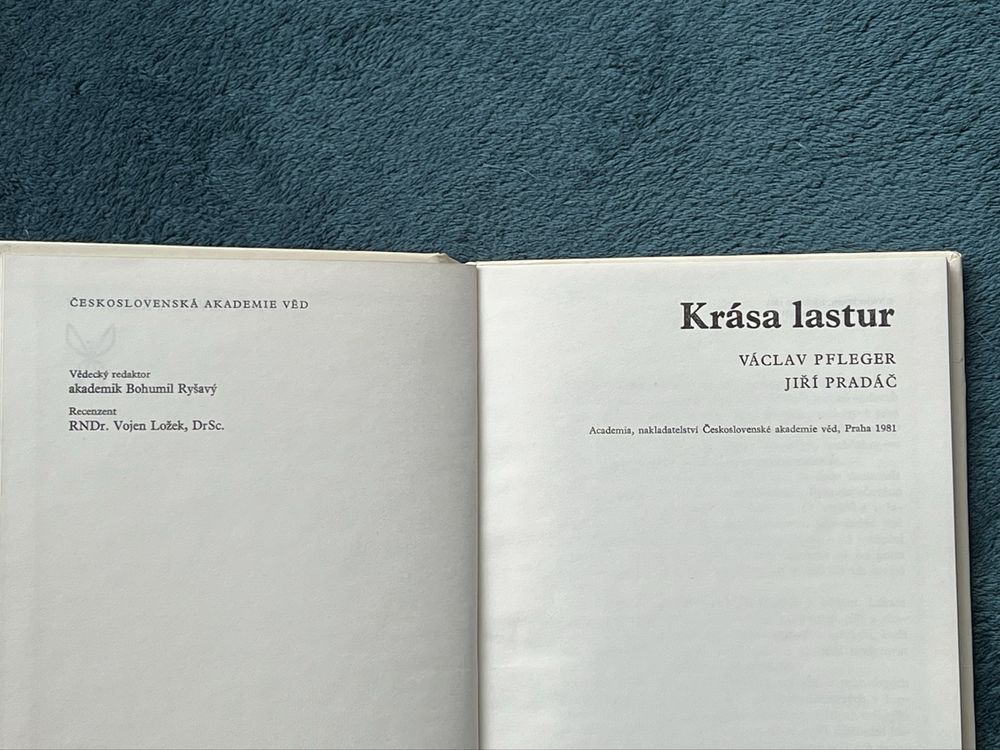 ČESKOSLOVENSKÁ AKADEMIE VĚD
Vědecký redaktor
akademik Bohumil Ryšavý
Recenzent
RNDr. Vojen Ložek, DrSc.
Krása lastur
VÁCLAV PFLEGER
JIŘÍ PRADÁČ
Academia, nakladatelství Československé akademie věd, Praha 1981